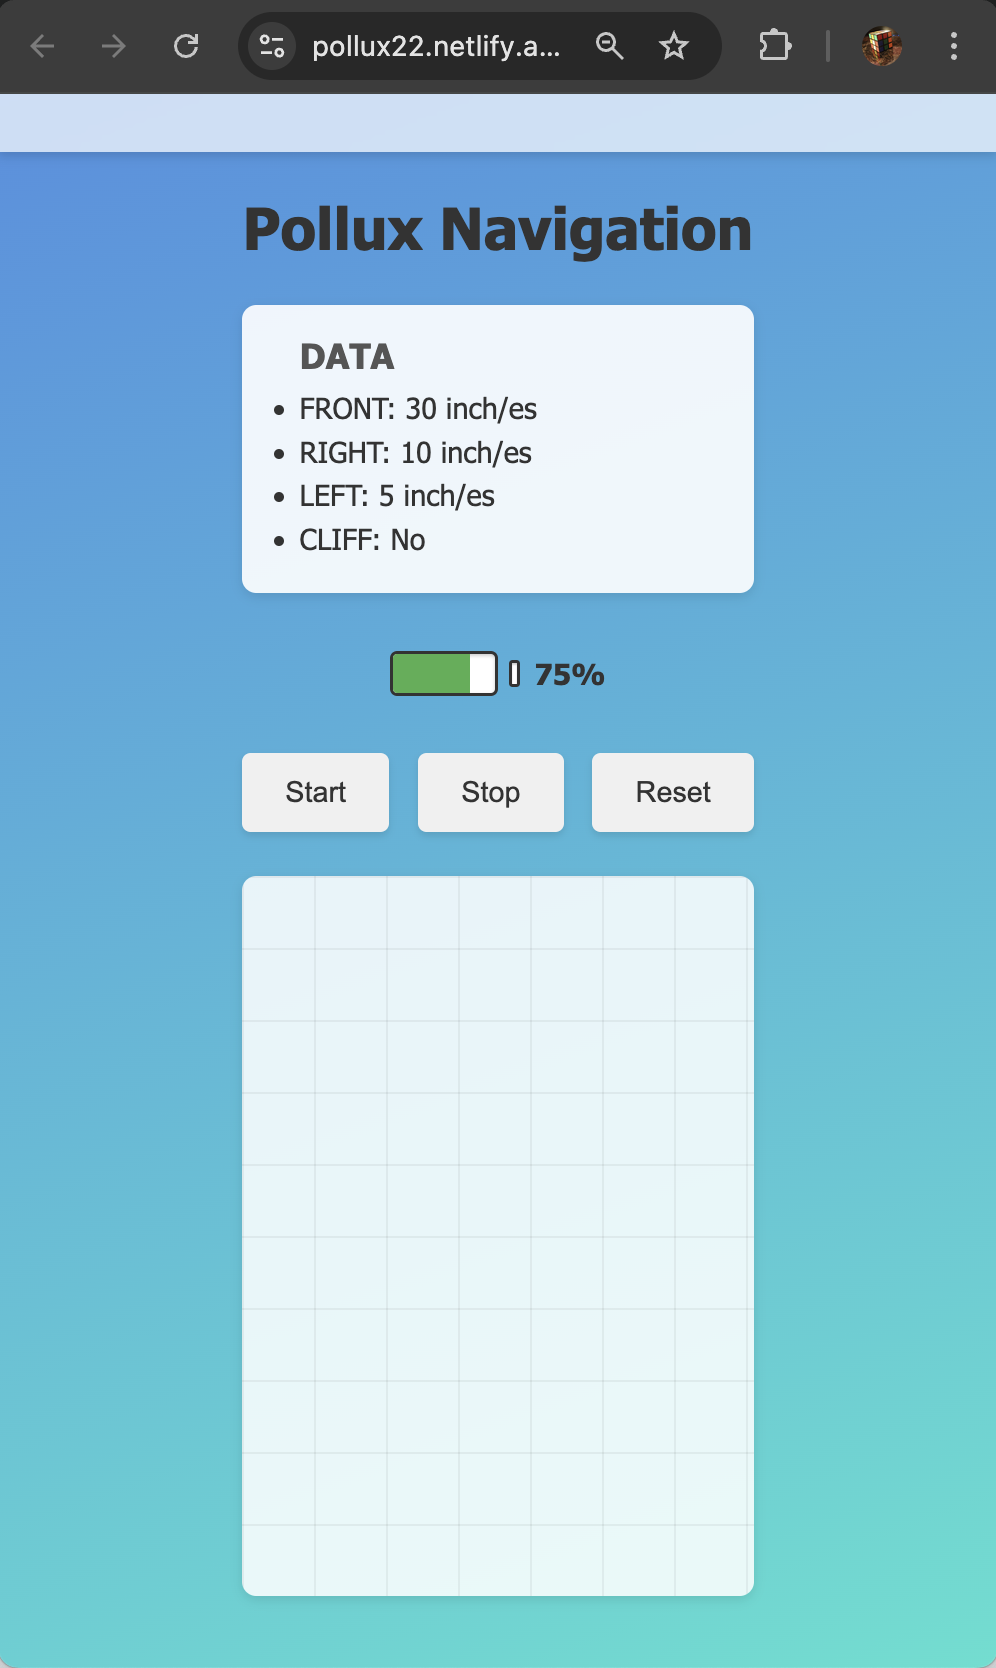 pollux22.netlify.a...
Pollux Navigation
DATA
FRONT: 30 inch/es
RIGHT: 10 inch/es
LEFT: 5 inch/es
CLIFF: No
75%
Start Stop Reset